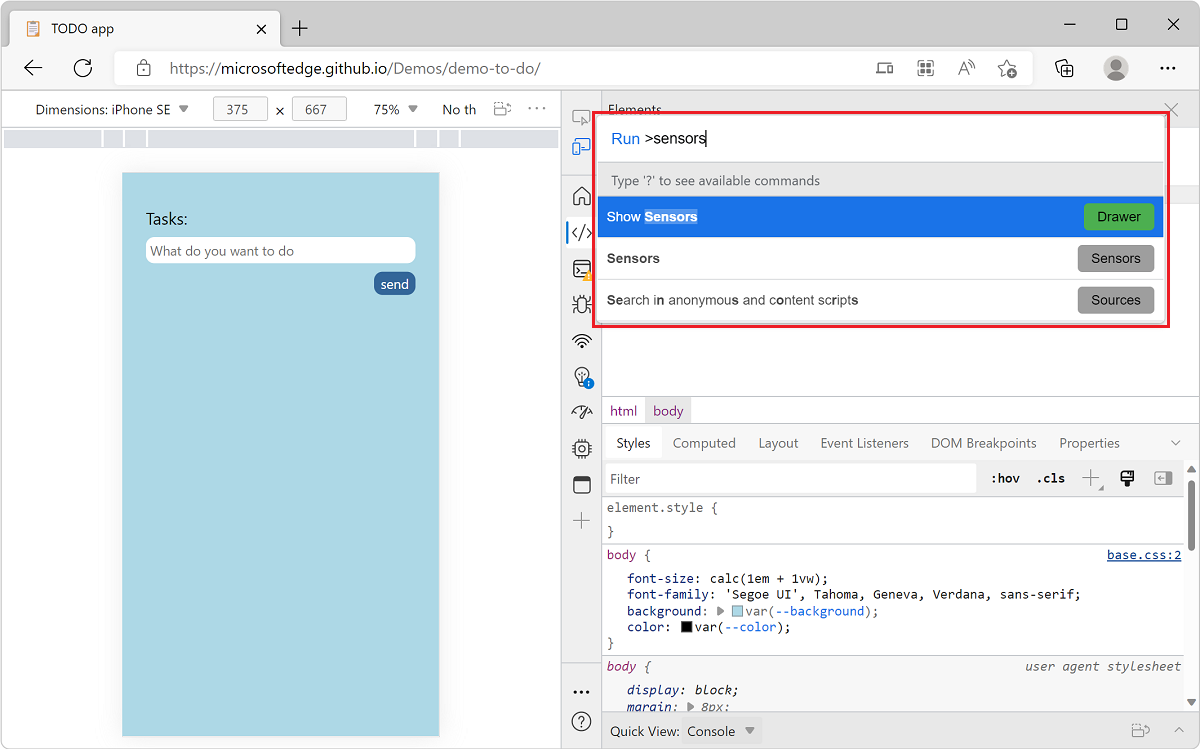 TODO app
https://microsoftedge.github.io/Demos/demo-to-do/
Dimensions: iPhone SE 375 x 667 75% No th
Elements
Run >sensors
Type '?' to see available commands
Show Sensors Drawer
Sensors Sensors
Search in anonymous and content scripts Sources
Tasks:
What do you want to do
send
html body
Styles Computed Layout Event Listeners DOM Breakpoints Properties
Filter :hov .cls
element.style {
}
body { base.css:2
font-size: calc(1em + 1vw);
font-family: 'Segoe UI', Tahoma, Geneva, Verdana, sans-serif;
background: var(--background);
color: var(--color);
}
body { user agent stylesheet
display: block;
margin: 8px;
Quick View: Console